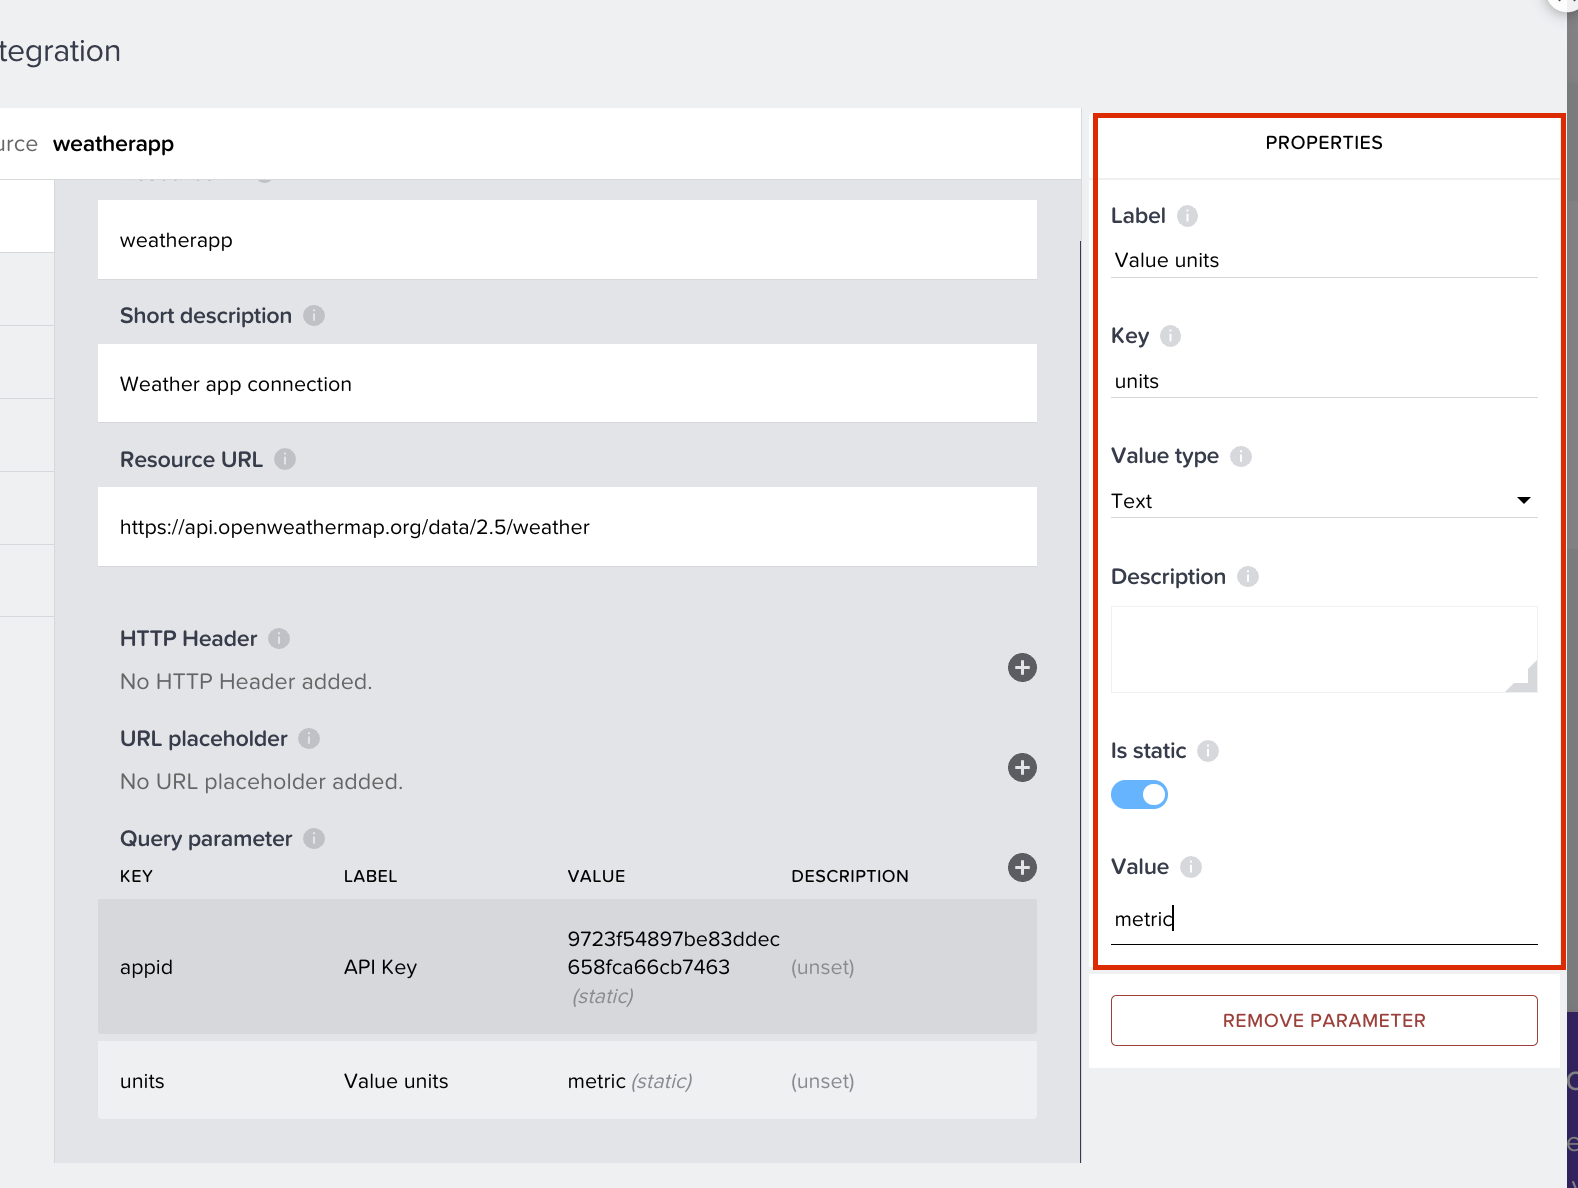 tegration
urce weatherapp
weatherapp
Short description
Weather app connection
Resource URL
https://api.openweathermap.org/data/2.5/weather
HTTP Header
No HTTP Header added.
URL placeholder
No URL placeholder added.
Query parameter
KEY LABEL VALUE DESCRIPTION
appid API Key 9723f54897be83ddec
658fca66cb7463 (unset)
(static)
units Value units metric (static) (unset)
PROPERTIES
Label
Value units
Key
units
Value type
Text
Description
Is static
Value
metric
REMOVE PARAMETER